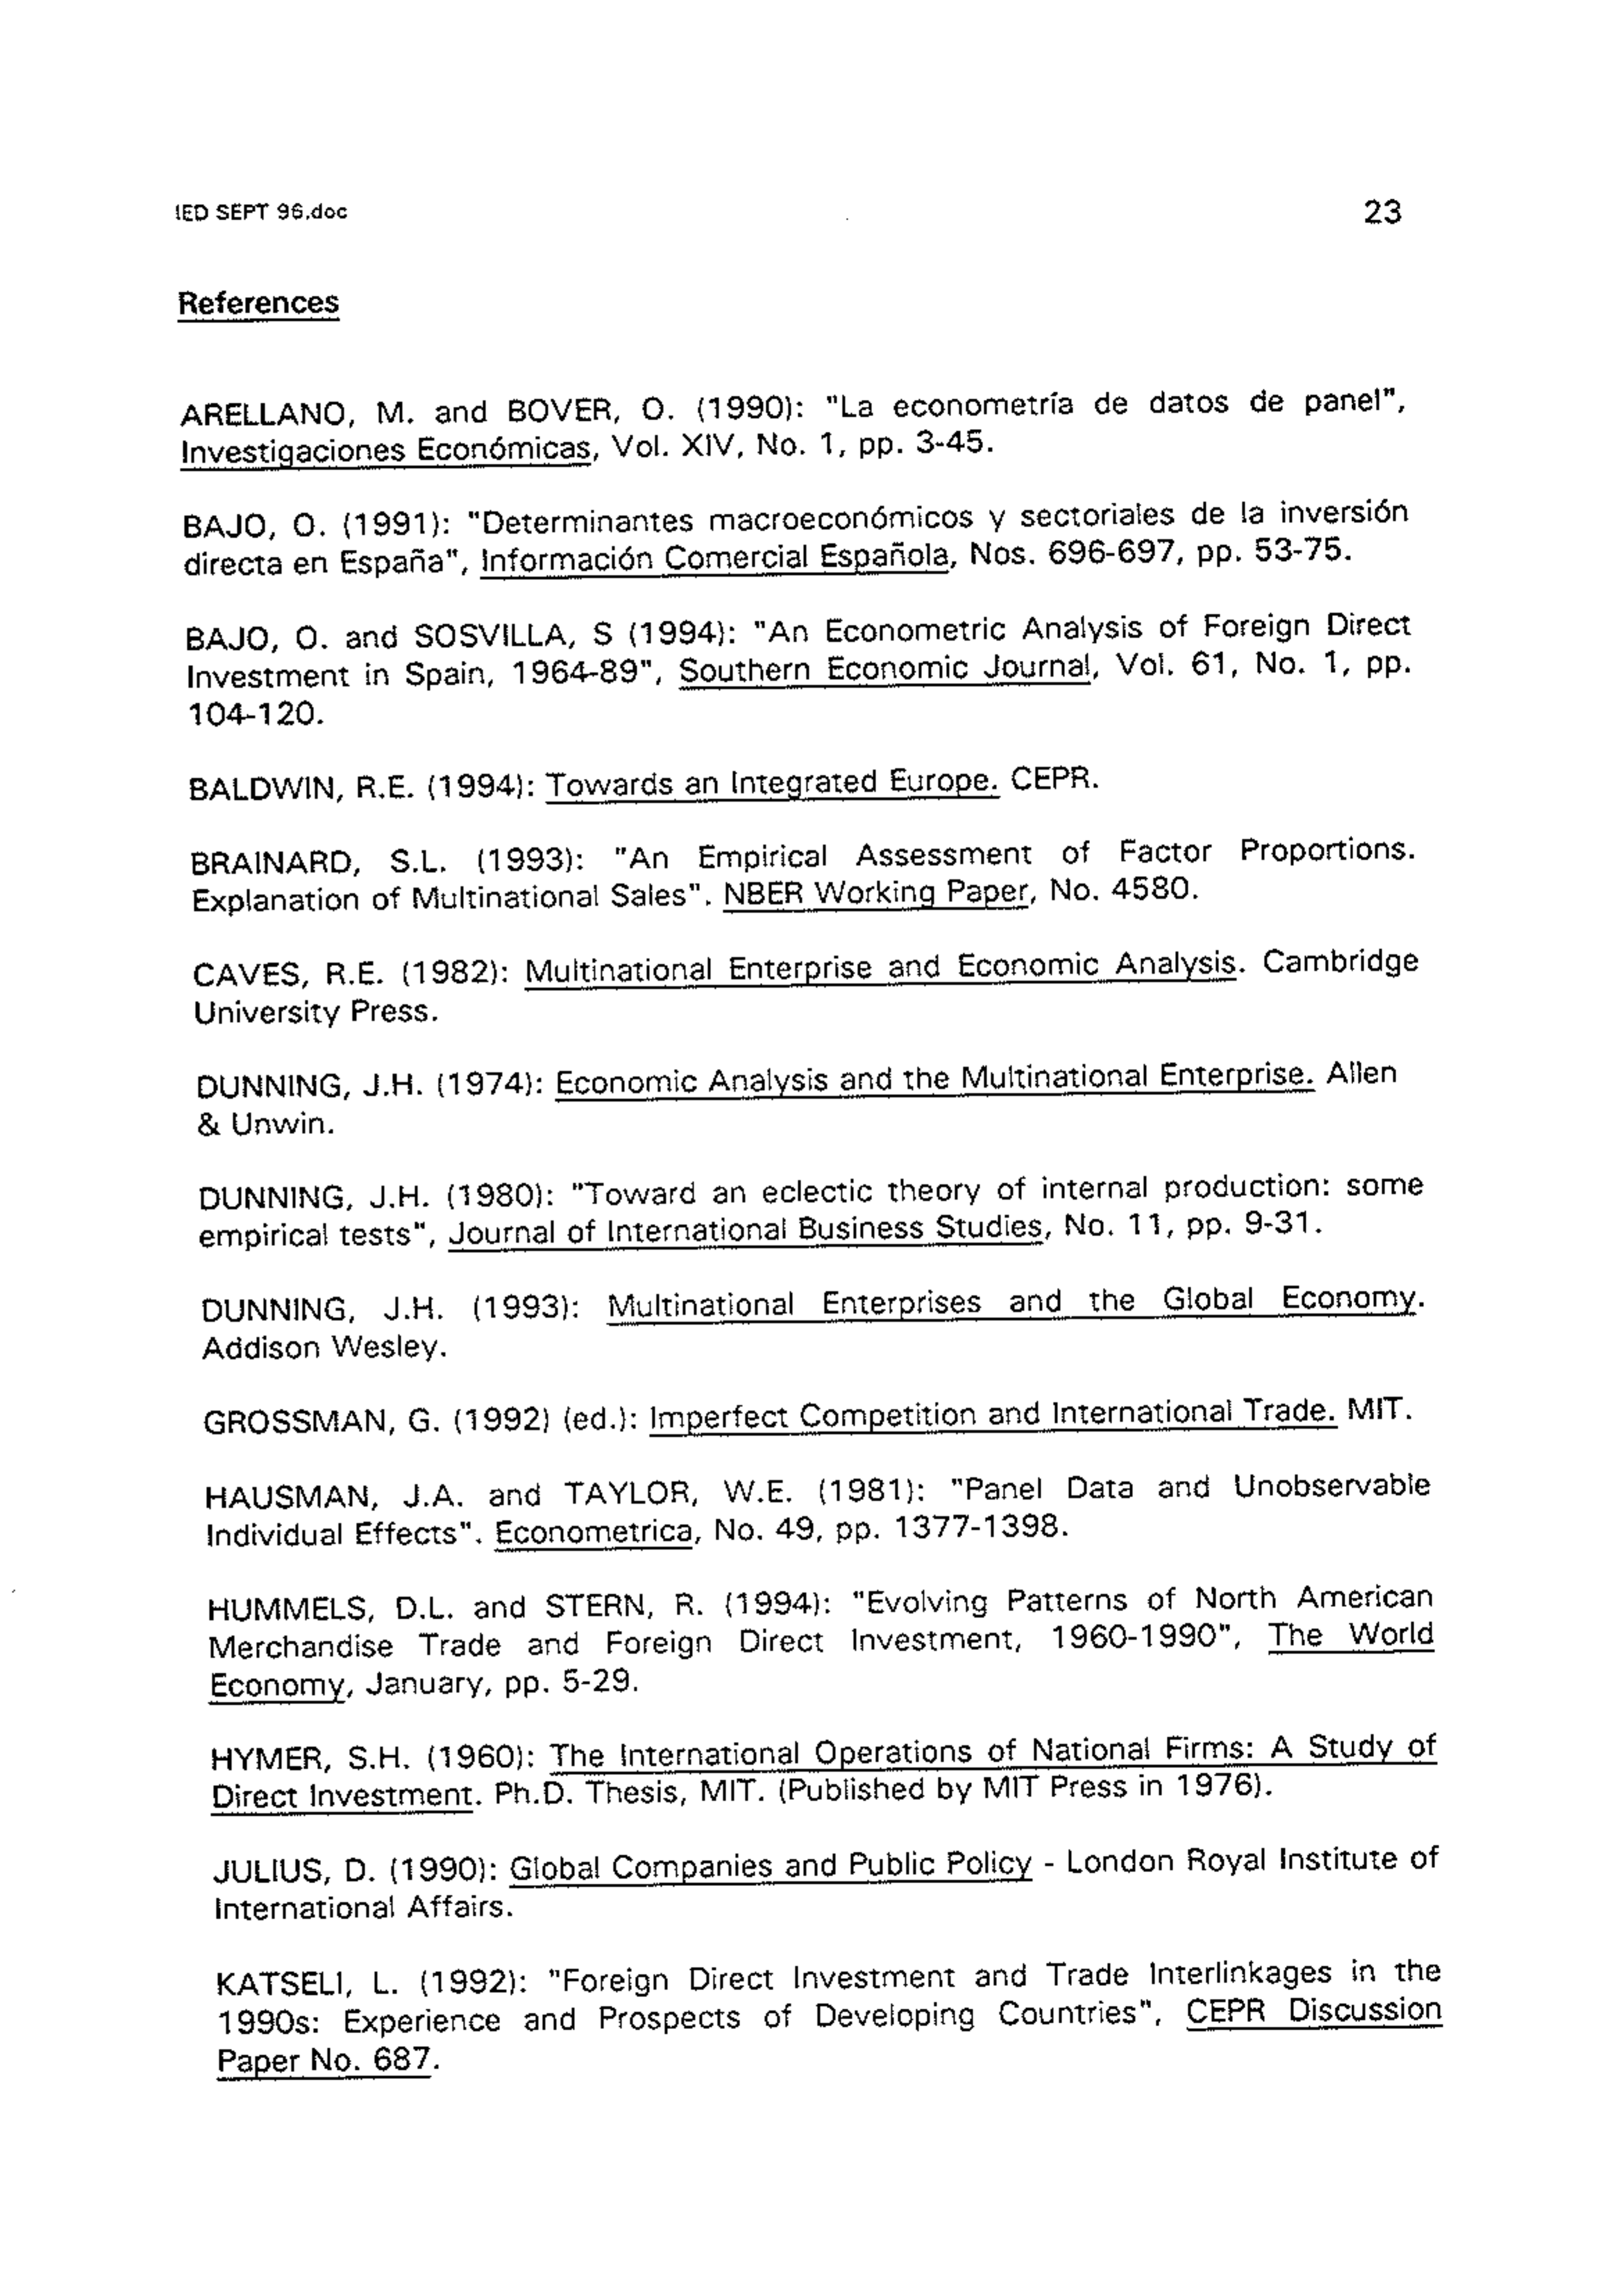 IED SEPT 96.doc 23
References
ARELLANO, M. and BOVER, O. (1990): "La econometría de datos de panel",
Investigaciones Económicas, Vol. XIV, No. 1, pp. 3-45.
BAJO, O. (1991): "Determinantes macroeconómicos y sectoriales de la inversión
directa en España", Información Comercial Española, Nos. 696-697, pp. 53-75.
BAJO, O. and SOSVILLA, S (1994): "An Econometric Analysis of Foreign Direct
Investment in Spain, 1964-89", Southern Economic Journal, Vol. 61, No. 1, pp.
104-120.
BALDWIN, R.E. (1994): Towards an Integrated Europe. CEPR.
BRAINARD, S.L. (1993): "An Empirical Assessment of Factor Proportions.
Explanation of Multinational Sales". NBER Working Paper, No. 4580.
CAVES, R.E. (1982): Multinational Enterprise and Economic Analysis. Cambridge
University Press.
DUNNING, J.H. (1974): Economic Analysis and the Multinational Enterprise. Allen
& Unwin.
DUNNING, J.H. (1980): "Toward an eclectic theory of internal production: some
empirical tests", Journal of International Business Studies, No. 11, pp. 9-31.
DUNNING, J.H. (1993): Multinational Enterprises and the Global Economy.
Addison Wesley.
GROSSMAN, G. (1992) (ed.): Imperfect Competition and International Trade. MIT.
HAUSMAN, J.A. and TAYLOR, W.E. (1981): "Panel Data and Unobservable
Individual Effects". Econometrica, No. 49, pp. 1377-1398.
HUMMELS, D.L. and STERN, R. (1994): "Evolving Patterns of North American
Merchandise Trade and Foreign Direct Investment, 1960-1990", The World
Economy, January, pp. 5-29.
HYMER, S.H. (1960): The International Operations of National Firms: A Study of
Direct Investment. Ph.D. Thesis, MIT. (Published by MIT Press in 1976).
JULIUS, D. (1990): Global Companies and Public Policy - London Royal Institute of
International Affairs.
KATSELI, L. (1992): "Foreign Direct Investment and Trade Interlinkages in the
1990s: Experience and Prospects of Developing Countries", CEPR Discussion
Paper No. 687.